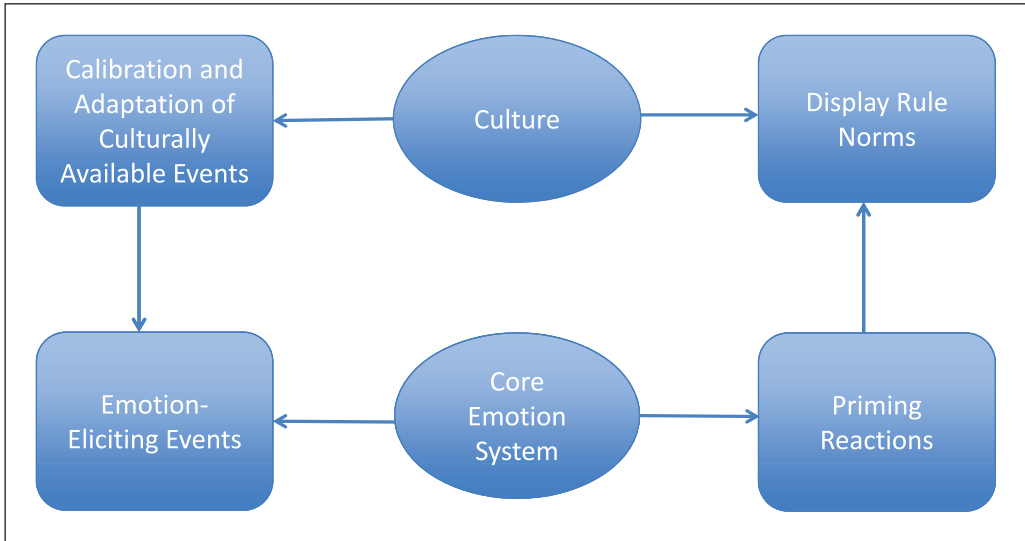 Calibration and
Adaptation of
Culturally
Available Events
Culture
Display Rule
Norms
Emotion-
Eliciting Events
Core
Emotion
System
Priming
Reactions